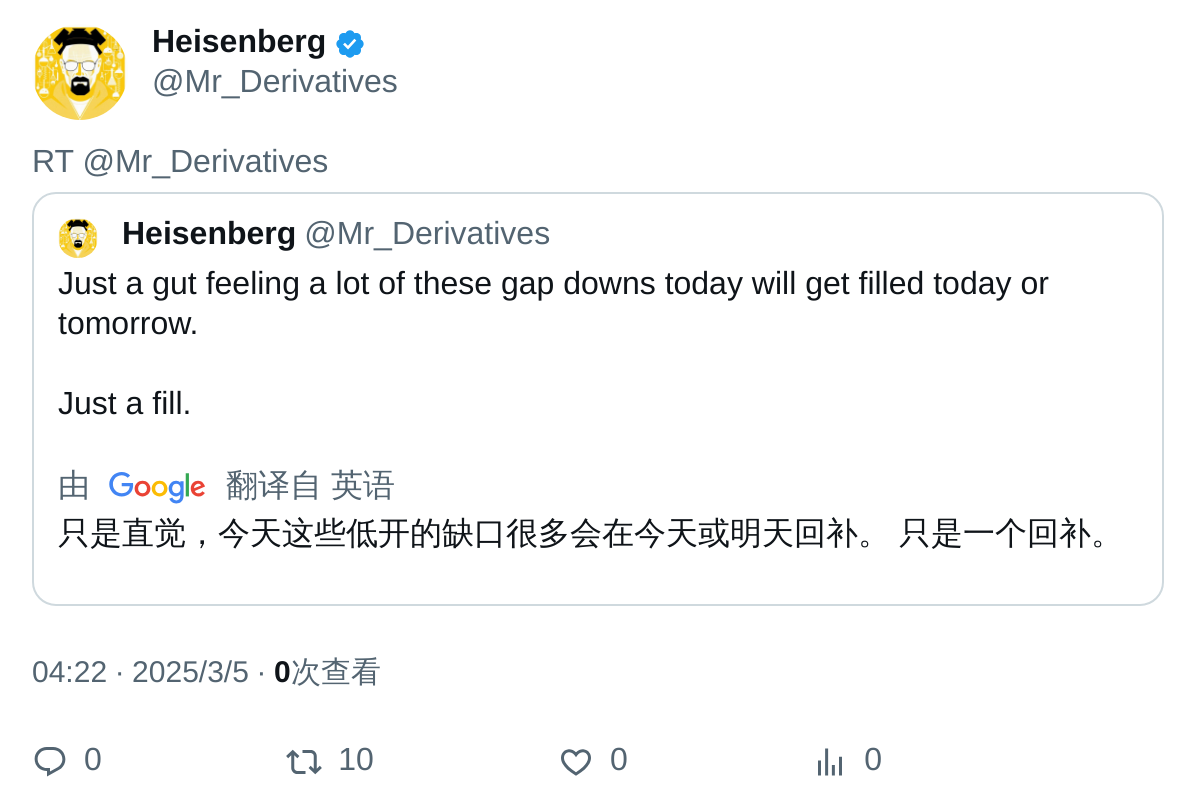 Heisenberg
@Mr_Derivatives
RT @Mr_Derivatives
Heisenberg @Mr_Derivatives
Just a gut feeling a lot of these gap downs today will get filled today or
tomorrow.
Just a fill.
由 Google 翻译自 英语
只是直觉，今天这些低开的缺口很多会在今天或明天回补。 只是一个回补。
04:22 · 2025/3/5 · 0次查看
0 10 0 0